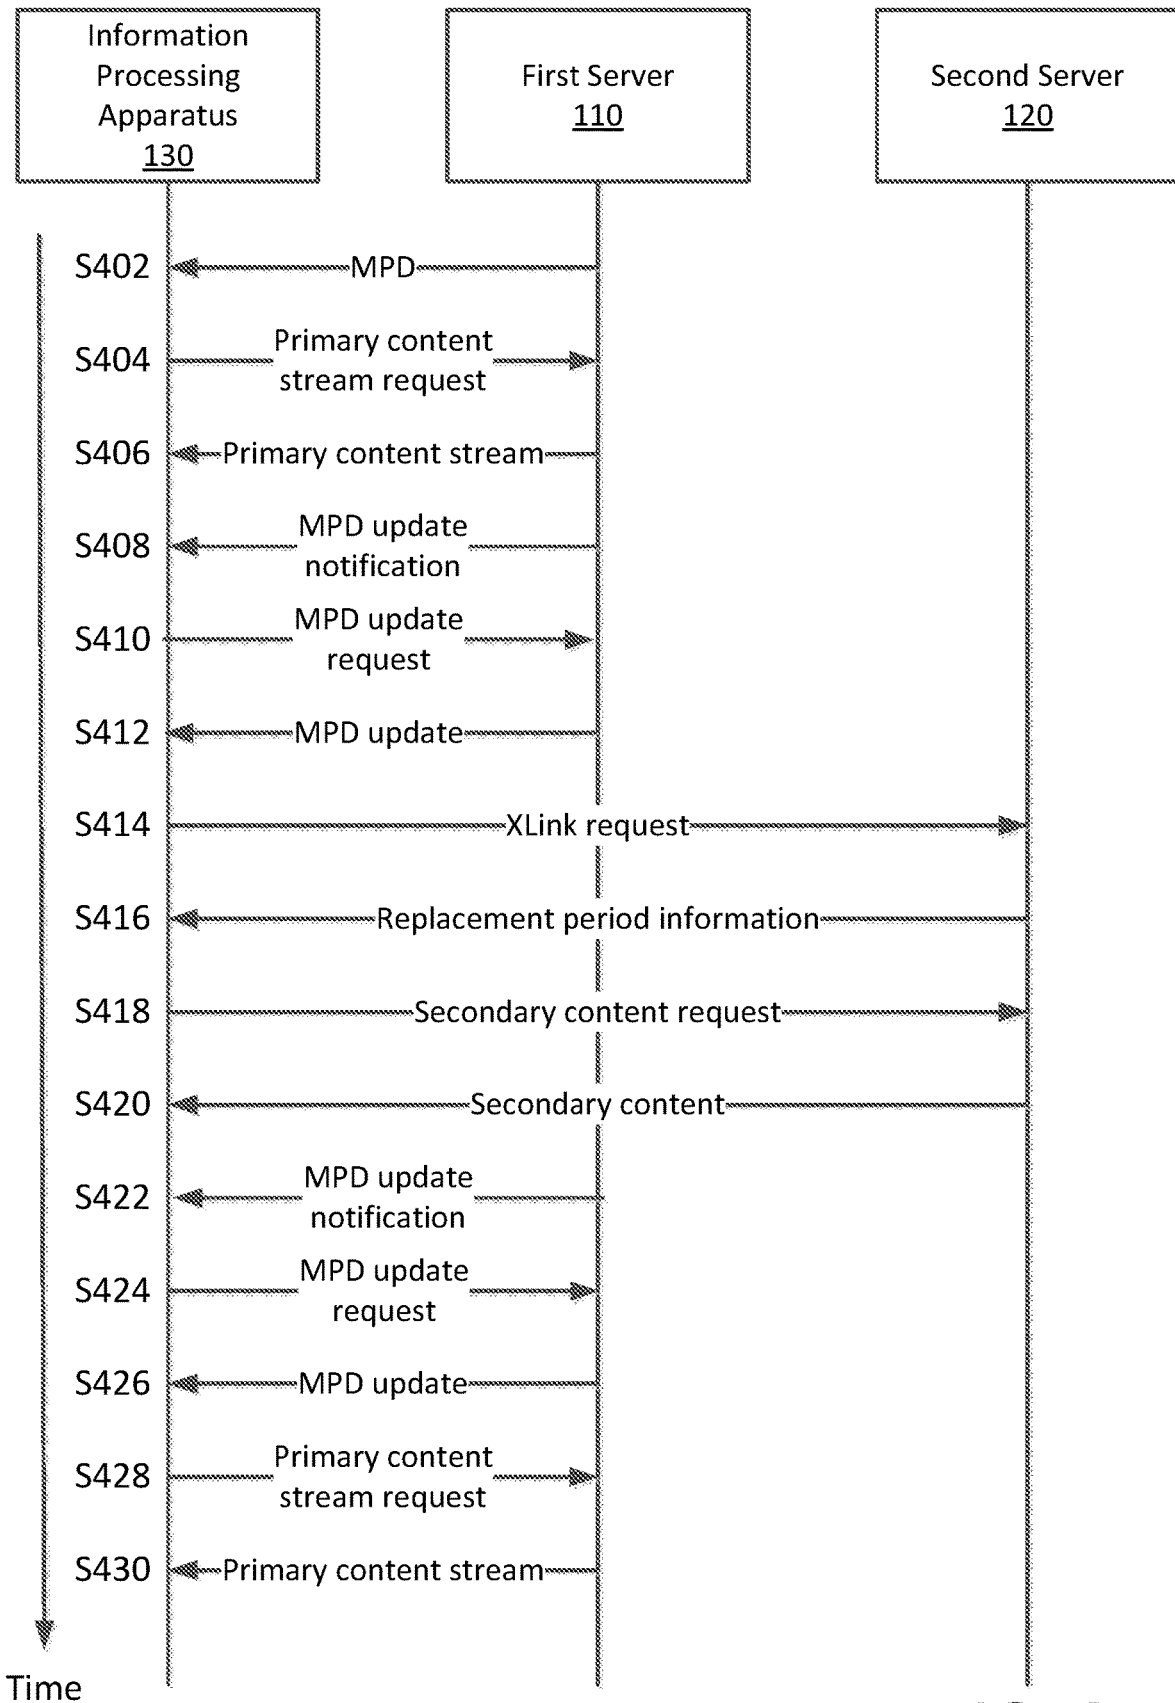 Information
Processing
Apparatus
130
First Server
110
Second Server
120
S402
MPD
S404
Primary content
stream request
S406
Primary content stream
S408
MPD update
notification
S410
MPD update
request
S412
MPD update
S414
XLink request
S416
Replacement period information
S418
Secondary content request
S420
Secondary content
S422
MPD update
notification
S424
MPD update
request
S426
MPD update
S428
Primary content
stream request
S430
Primary content stream
Time